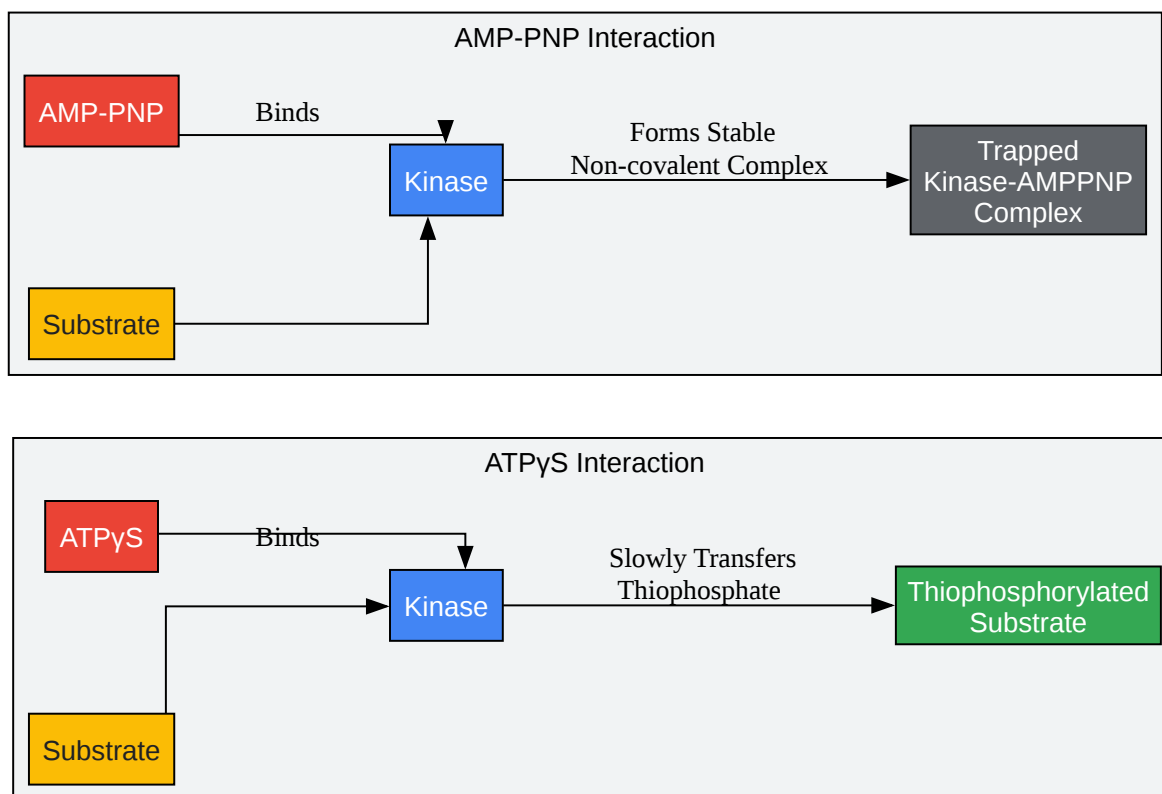 AMP-PNP Interaction
AMP-PNP
Binds
Kinase
Forms Stable
Non-covalent Complex
Trapped
Kinase-AMPPNP
Complex
Substrate
ATPγS Interaction
ATPγS
Binds
Kinase
Slowly Transfers
Thiophosphate
Thiophosphorylated
Substrate
Substrate